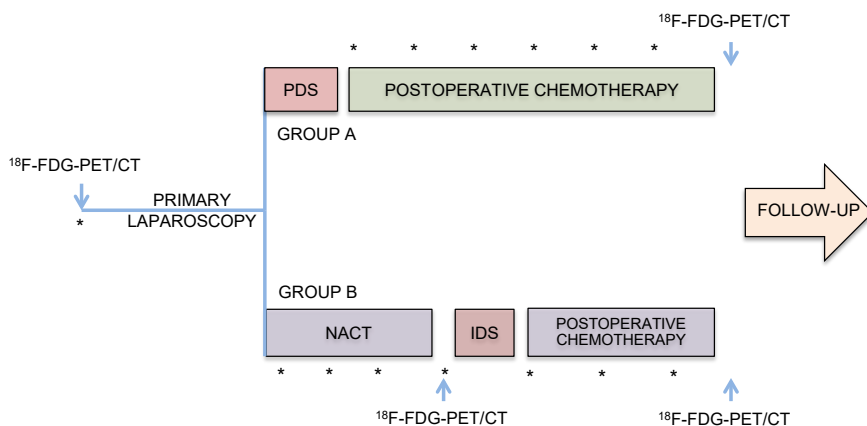 ¹⁸F-FDG-PET/CT
* * * * * *
PDS
POSTOPERATIVE CHEMOTHERAPY
GROUP A
¹⁸F-FDG-PET/CT
*
PRIMARY
LAPAROSCOPY
FOLLOW-UP
GROUP B
NACT
IDS
POSTOPERATIVE
CHEMOTHERAPY
* * * * * * *
¹⁸F-FDG-PET/CT
¹⁸F-FDG-PET/CT